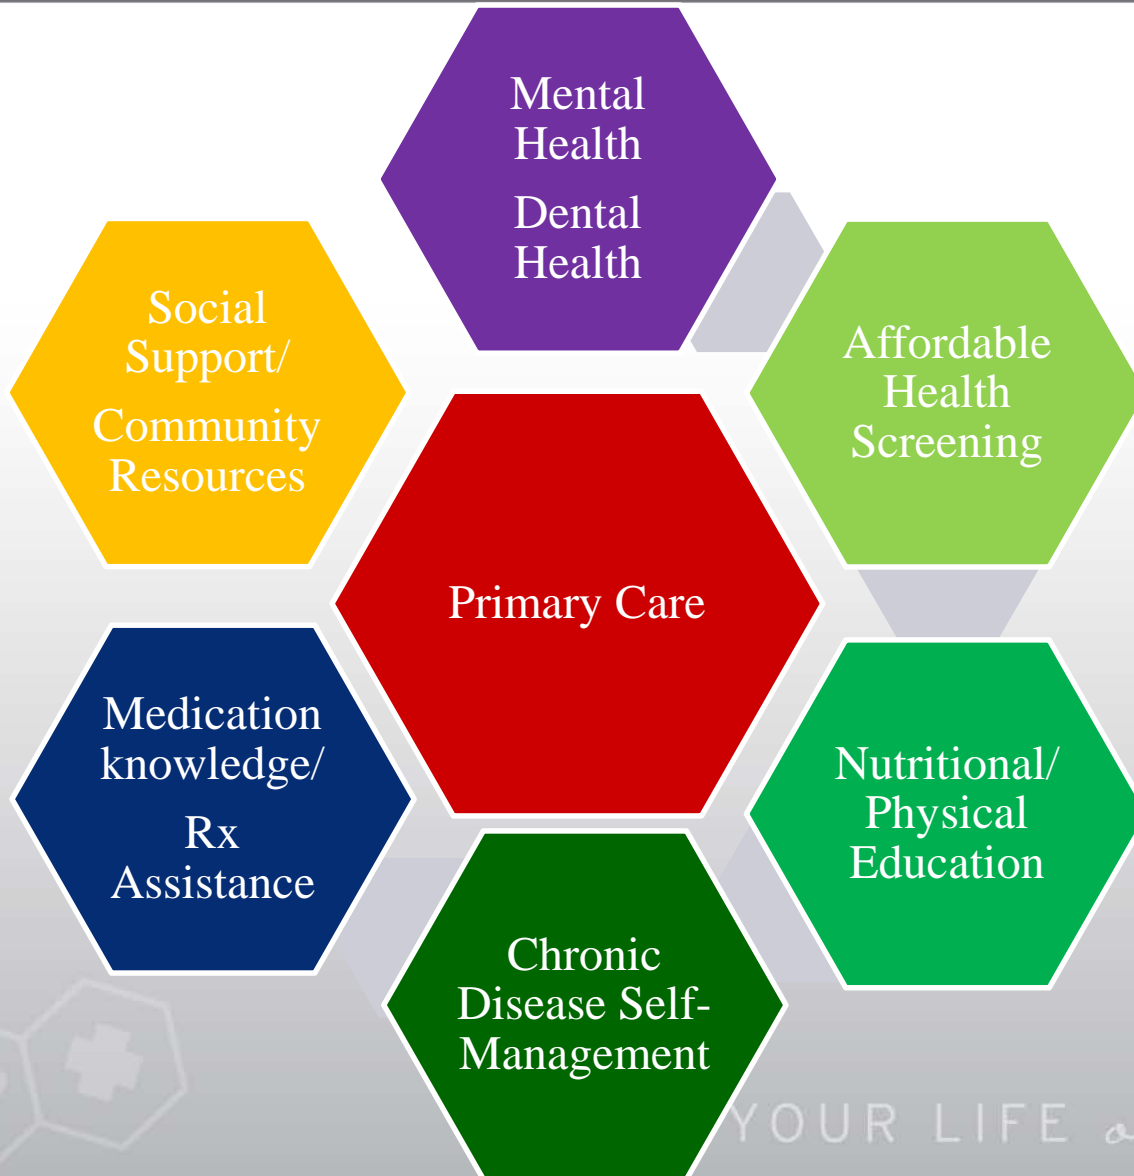 Mental
Health
Dental
Health
Social
Support/
Community
Resources
Affordable
Health
Screening
Primary Care
Medication
knowledge/
Rx
Assistance
Nutritional/
Physical
Education
Chronic
Disease Self-
Management
YOUR LIFE